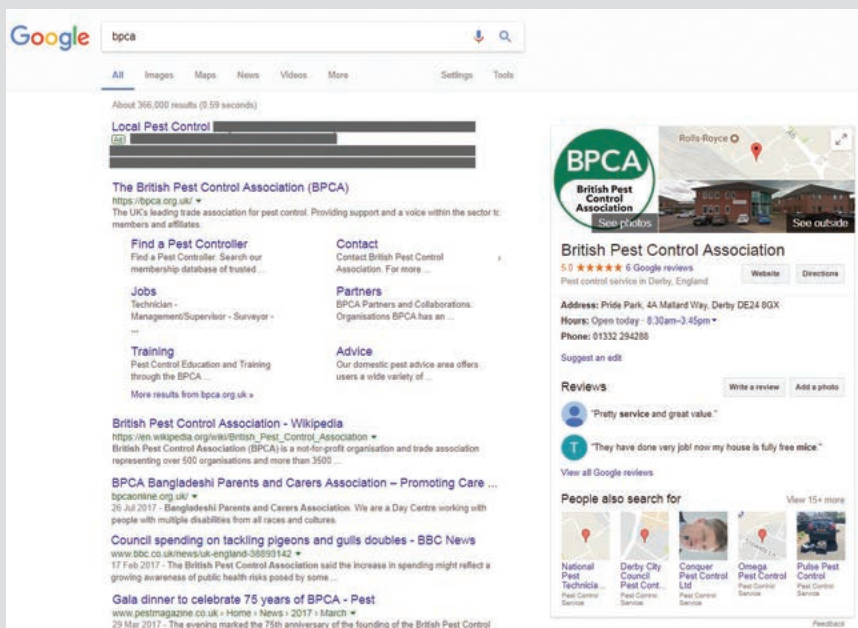 Google
bpca
All Images Maps News Videos More Settings Tools
About 366,000 results (0.59 seconds)
Local Pest Control
Ad
The British Pest Control Association (BPCA)
https://bpca.org.uk/
The UK's leading trade association for pest control. Providing support and a voice within the sector to
members and affiliates.
Find a Pest Controller
Find a Pest Controller. Search our
membership database of trusted ...
Contact
Contact British Pest Control
Association. For more ...
Jobs
Technician -
Management/Supervisor - Surveyor -
...
Partners
BPCA Partners and Collaborations.
Organisations BPCA has an ...
Training
Pest Control Education and Training
through the BPCA ...
Advice
Our domestic pest advice area offers
users a wide variety of ...
More results from bpca.org.uk »
British Pest Control Association - Wikipedia
https://en.wikipedia.org/wiki/British_Pest_Control_Association
British Pest Control Association (BPCA) is a not-for-profit organisation and trade association
representing over 500 organisations and more than 3500 ...
BPCA Bangladeshi Parents and Carers Association – Promoting Care ...
bpcaonline.org.uk/
26 Jul 2017 - Bangladeshi Parents and Carers Association. We are a Day Centre working with
people with multiple disabilities from all races and cultures.
Council spending on tackling pigeons and gulls doubles - BBC News
www.bbc.co.uk/news/uk-england-38893142
17 Feb 2017 - The British Pest Control Association said the increase in spending might reflect a
growing awareness of public health risks posed by some ...
Gala dinner to celebrate 75 years of BPCA - Pest
www.pestmagazine.co.uk › Home › News › 2017 › March
29 Mar 2017 - The evening marked the 75th anniversary of the founding of the British Pest Control
BPCA
British Pest
Control
Association
See photos
Rolls-Royce
See outside
British Pest Control Association
5.0 ★★★★★ 6 Google reviews
Pest control service in Derby, England
Website
Directions
Address: Pride Park, 4A Mallard Way, Derby DE24 8GX
Hours: Open today · 8:30am–3:45pm
Phone: 01332 294288
Suggest an edit
Reviews
Write a review
Add a photo
"Pretty service and great value."
T
"They have done very job! now my house is fully free mice."
View all Google reviews
People also search for
View 15+ more
National
Pest
Technicia...
Pest Control
Service
Derby City
Council
Pest Cont...
Pest Control
Service
Conquer
Pest Control
Ltd
Pest Control
Service
Omega
Pest Control
Pest Control
Service
Pulse Pest
Control
Pest Control
Service
Feedback